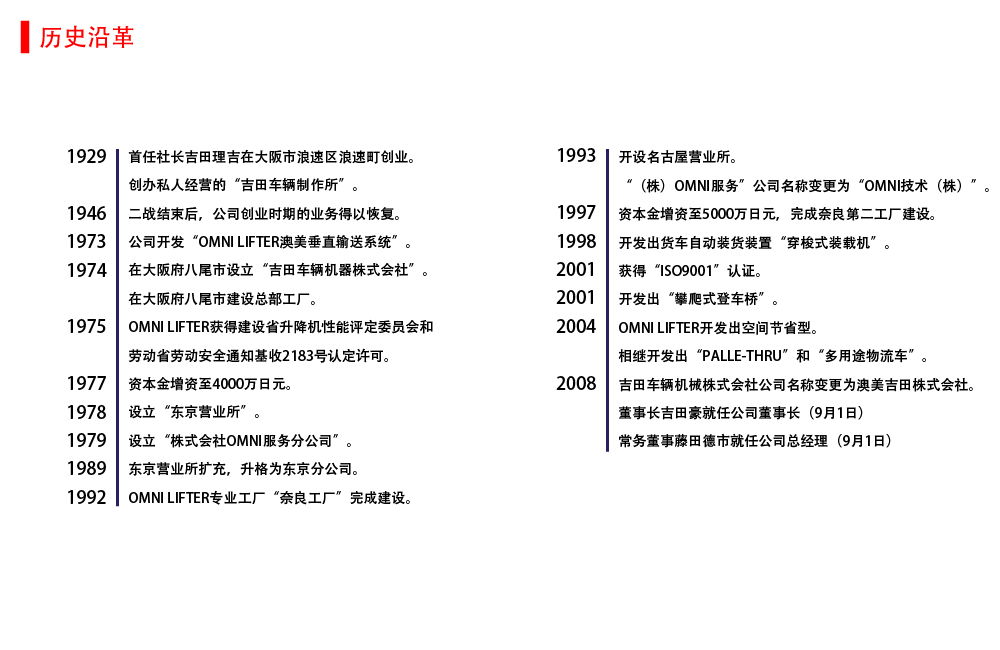 历史沿革
1929 首任社长吉田理吉在大阪市浪速区浪速町创业。
创办私人经营的“吉田车辆制作所”。
1946 二战结束后，公司创业时期的业务得以恢复。
1973 公司开发“OMNI LIFTER澳美垂直输送系统”。
1974 在大阪府八尾市设立“吉田车辆机器株式会社”。
在大阪府八尾市建设总部工厂。
1975 OMNI LIFTER获得建设省升降机性能评定委员会和
劳动省劳动安全通知基收2183号认定许可。
1977 资本金增资至4000万日元。
1978 设立“东京营业所”。
1979 设立“株式会社OMNI服务分公司”。
1989 东京营业所扩充，升格为东京分公司。
1992 OMNI LIFTER专业工厂“奈良工厂”完成建设。
1993 开设名古屋营业所。
“（株）OMNI服务”公司名称变更为“OMNI技术（株）”。
1997 资本金增资至5000万日元，完成奈良第二工厂建设。
1998 开发出货车自动装货装置“穿梭式装载机”。
2001 获得“ISO9001”认证。
2001 开发出“攀爬式登车桥”。
2004 OMNI LIFTER开发出空间节省型。
相继开发出“PALLE-THRU”和“多用途物流车”。
2008 吉田车辆机械株式会社公司名称变更为澳美吉田株式会社。
董事长吉田豪就任公司董事长（9月1日）
常务董事藤田德市就任公司总经理（9月1日）